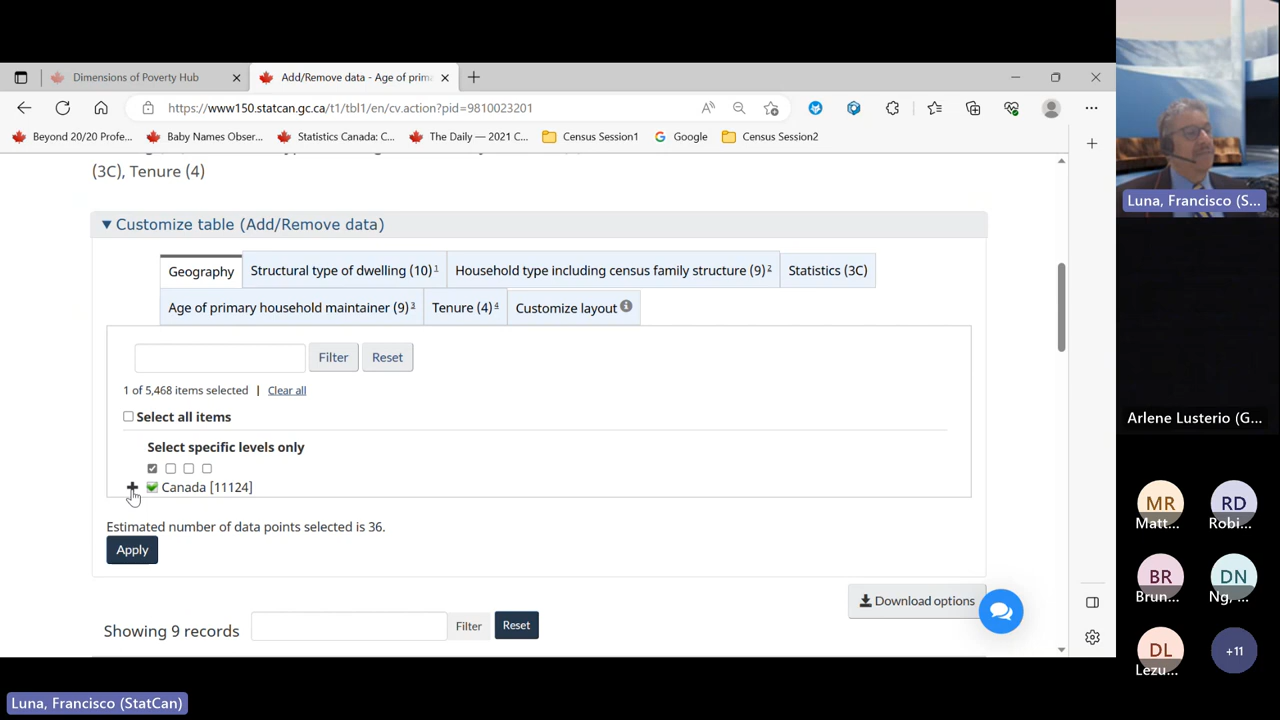 Dimensions of Poverty Hub
Add/Remove data - Age of prima
https://www150.statcan.gc.ca/t1/tbl1/en/cv.action?pid=9810023201
Beyond 20/20 Profe...
Baby Names Obser...
Statistics Canada: C...
The Daily — 2021 C...
Census Session1
Google
Census Session2
(3C), Tenure (4)
Customize table (Add/Remove data)
Geography
Structural type of dwelling (10) 1
Household type including census family structure (9) 2
Statistics (3C)
Age of primary household maintainer (9) 3
Tenure (4) 4
Customize layout
Filter
Reset
1 of 5,468 items selected | Clear all
Select all items
Select specific levels only
Canada [11124]
Estimated number of data points selected is 36.
Apply
Download options
Showing 9 records
Filter
Reset
Luna, Francisco (S...
Arlene Lusterio (G...
MR
Matt...
RD
Robi...
BR
Brun...
DN
Ng, ...
DL
Lezu...
+11
Luna, Francisco (StatCan)